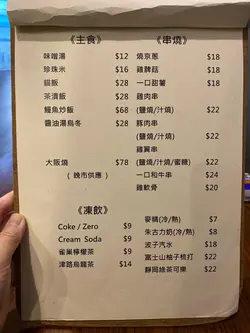 《主食》
味噌湯 $12
珍珠米 $16
貓飯 $28
茶漬飯 $28
鰻魚炒飯 $68
醬油湯烏冬 $28
大阪燒 $78
(晚市供應)
《串燒》
燒京葱 $18
雞髀菇 $18
一口甜薯 $18
雞肉串
(鹽燒/汁燒) $22
豚肉串
(鹽燒/汁燒) $22
雞翼串
(鹽燒/汁燒/蜜糖) $22
一口和牛串 $24
雞軟骨 $20
《凍飲》
Coke / Zero $9
Cream Soda $9
雀巢檸檬茶 $9
津路烏龍茶 $14
麥精(冷/熱) $7
朱古力奶(冷/熱) $8
波子汽水 $18
富士山柚子梳打 $22
靜岡綠茶可樂 $22